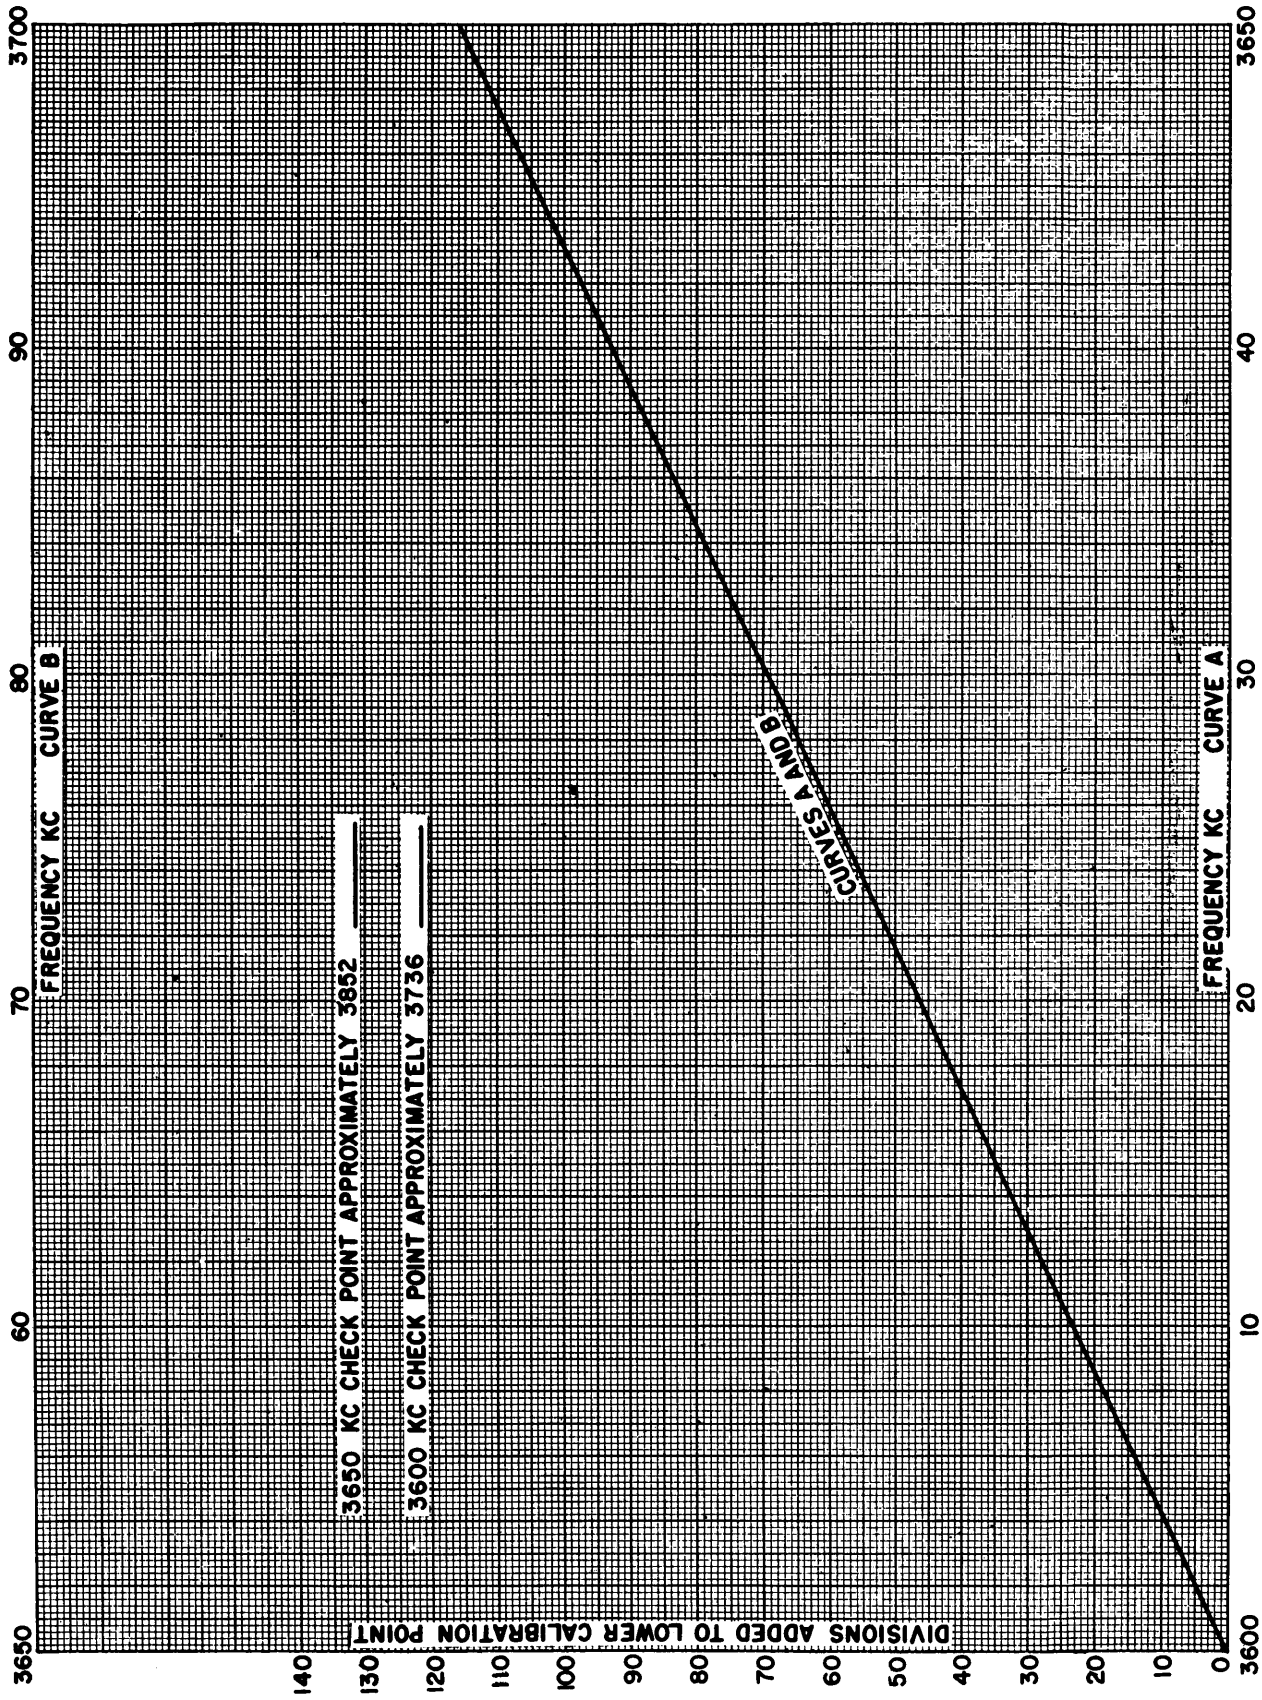 3650 60 70 80 90 3700
FREQUENCY KC CURVE B
DIVISIONS ADDED TO LOWER CALIBRATION POINT
140
130
120
110
100
90
80
70
60
50
40
30
20
10
0
3650 KC CHECK POINT APPROXIMATELY 3852
3600 KC CHECK POINT APPROXIMATELY 3736
CURVES A AND B
FREQUENCY KC CURVE A
3600 10 20 30 40 3650